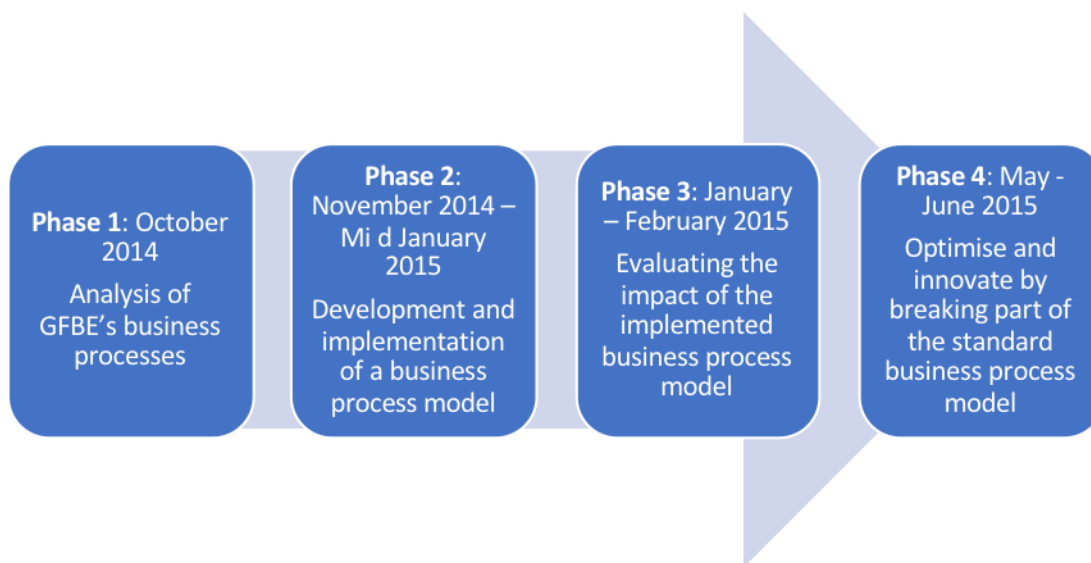 Phase 1: October
2014
Analysis of
GFBE's business
processes
Phase 2:
November 2014 –
Mi d January
2015
Development and
implementation
of a business
process model
Phase 3: January
– February 2015
Evaluating the
impact of the
implemented
business process
model
Phase 4: May -
June 2015
Optimise and
innovate by
breaking part of
the standard
business process
model